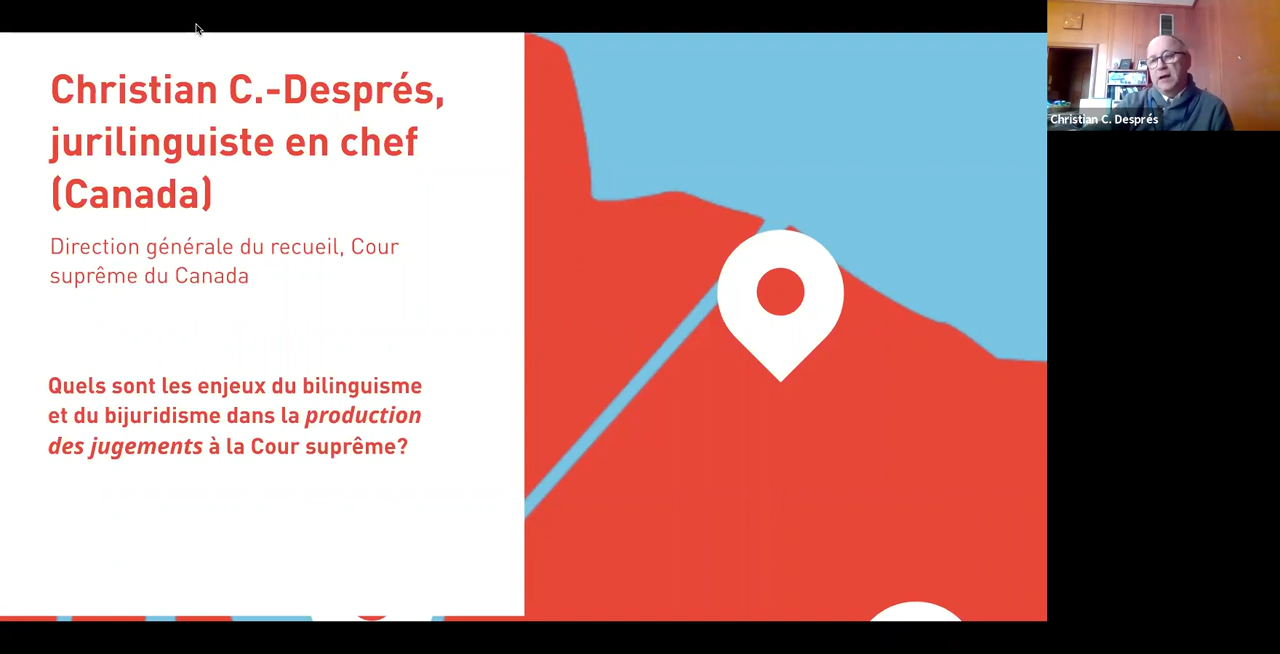 Christian C.-Després,
jurilinguiste en chef
(Canada)
Direction générale du recueil, Cour
suprême du Canada
Quels sont les enjeux du bilinguisme
et du bijuridisme dans la production
des jugements à la Cour suprême?
Christian C. Després